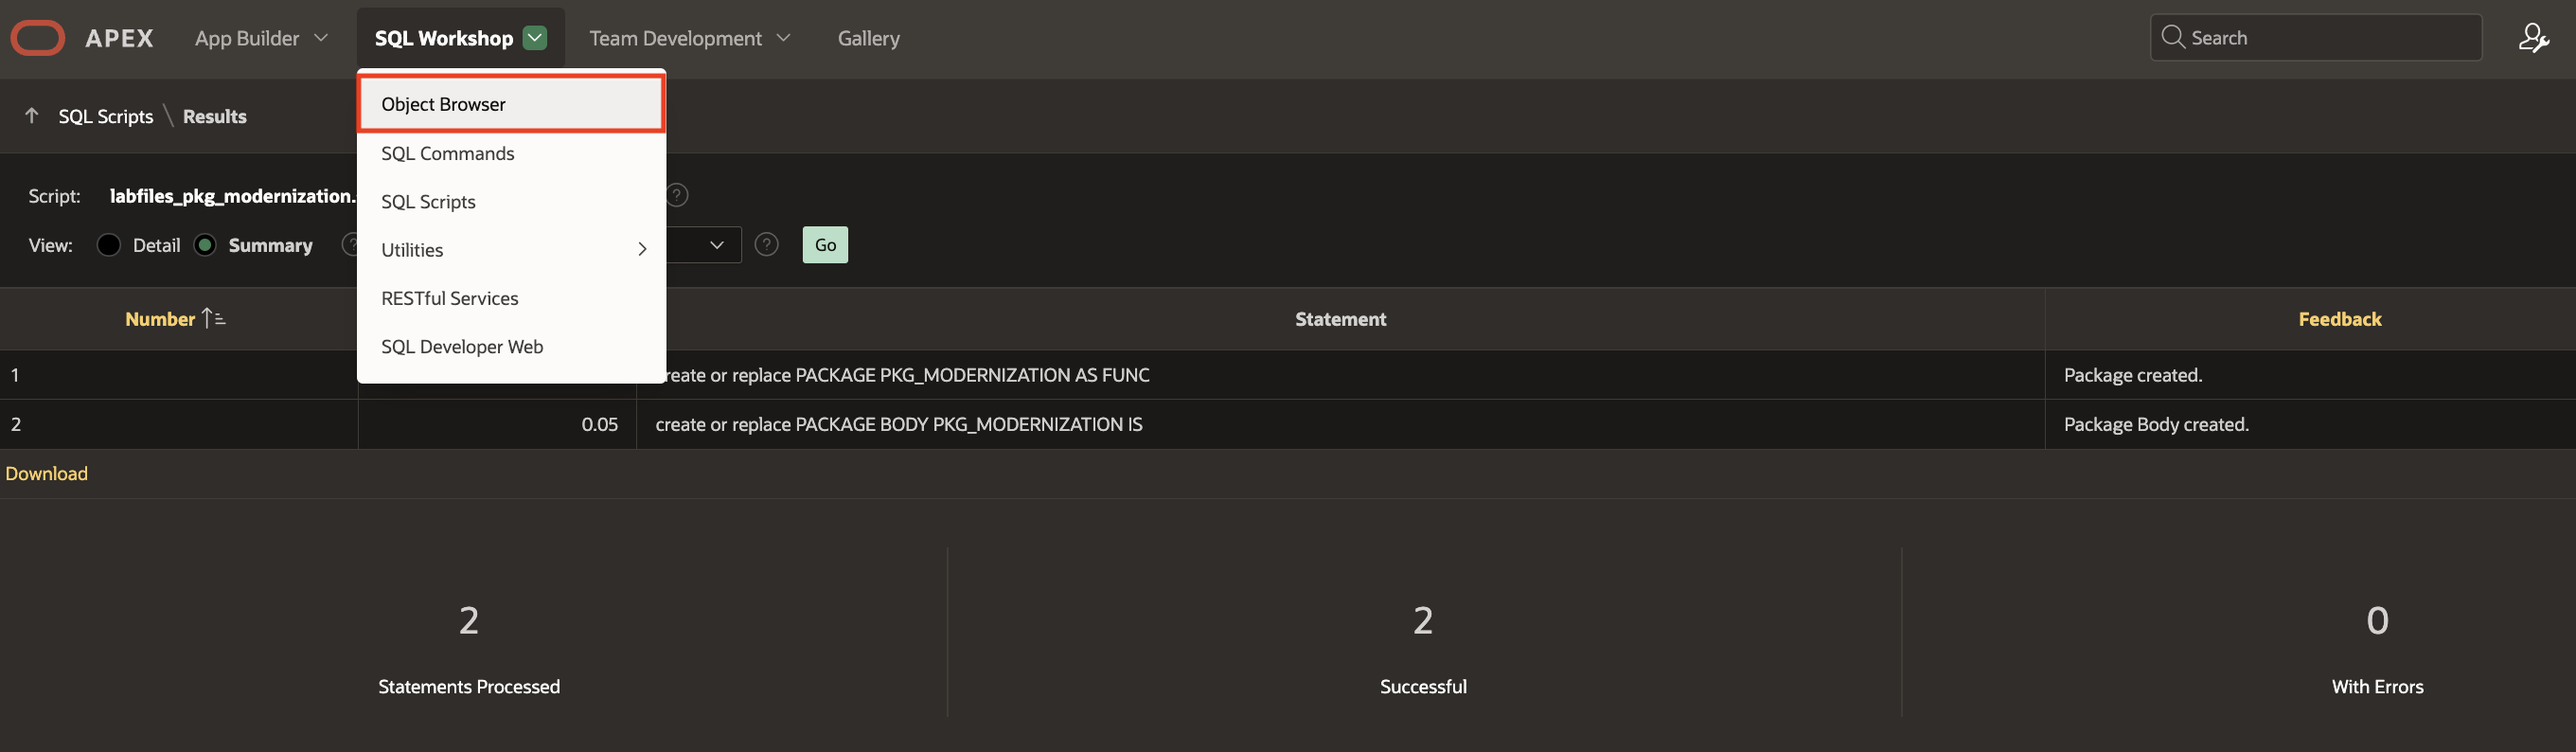 APEX App Builder SQL Workshop Team Development Gallery Search
Object Browser
SQL Scripts \ Results
SQL Commands
Script: labfiles_pkg_modernization.
SQL Scripts
View: Detail Summary Go
Utilities
RESTful Services
SQL Developer Web
Number Statement Feedback
1 reate or replace PACKAGE PKG_MODERNIZATION AS FUNC Package created.
2 0.05 create or replace PACKAGE BODY PKG_MODERNIZATION IS Package Body created.
Download
2 2 0
Statements Processed Successful With Errors